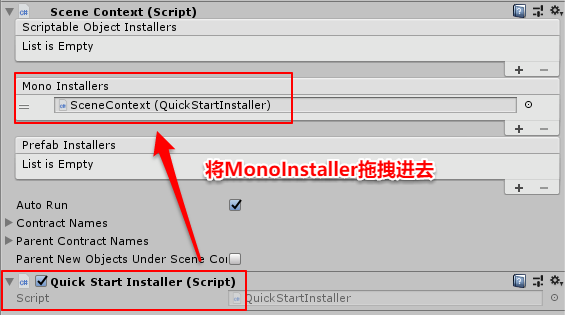 Scene Context (Script)
Scriptable Object Installers
List is Empty
Mono Installers
SceneContext (QuickStartInstaller)
Prefab Installers
List is Empty
将MonoInstaller拖拽进去
Auto Run
Contract Names
Parent Contract Names
Parent New Objects Under Scene Cor
Quick Start Installer (Script)
Script
QuickStartInstaller